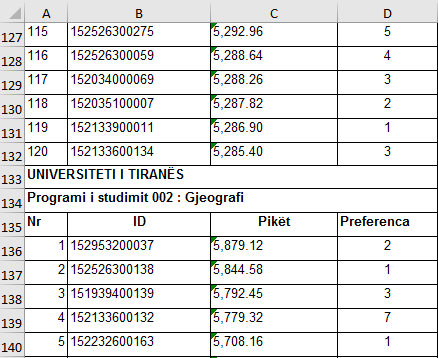 A B C D
127 115 152526300275 5,292.96 5
128 116 152526300059 5,288.64 4
129 117 152034000069 5,288.26 3
130 118 152035100007 5,287.82 2
131 119 152133900011 5,286.90 1
132 120 152133600134 5,285.40 3
133 UNIVERSITETI I TIRANËS
134 Programi i studimit 002 : Gjeografi
135 Nr ID Pikët Preferenca
136 1 152953200037 5,879.12 2
137 2 152526300138 5,844.58 1
138 3 151939400139 5,792.45 3
139 4 152133600132 5,779.32 7
140 5 152232600163 5,708.16 1